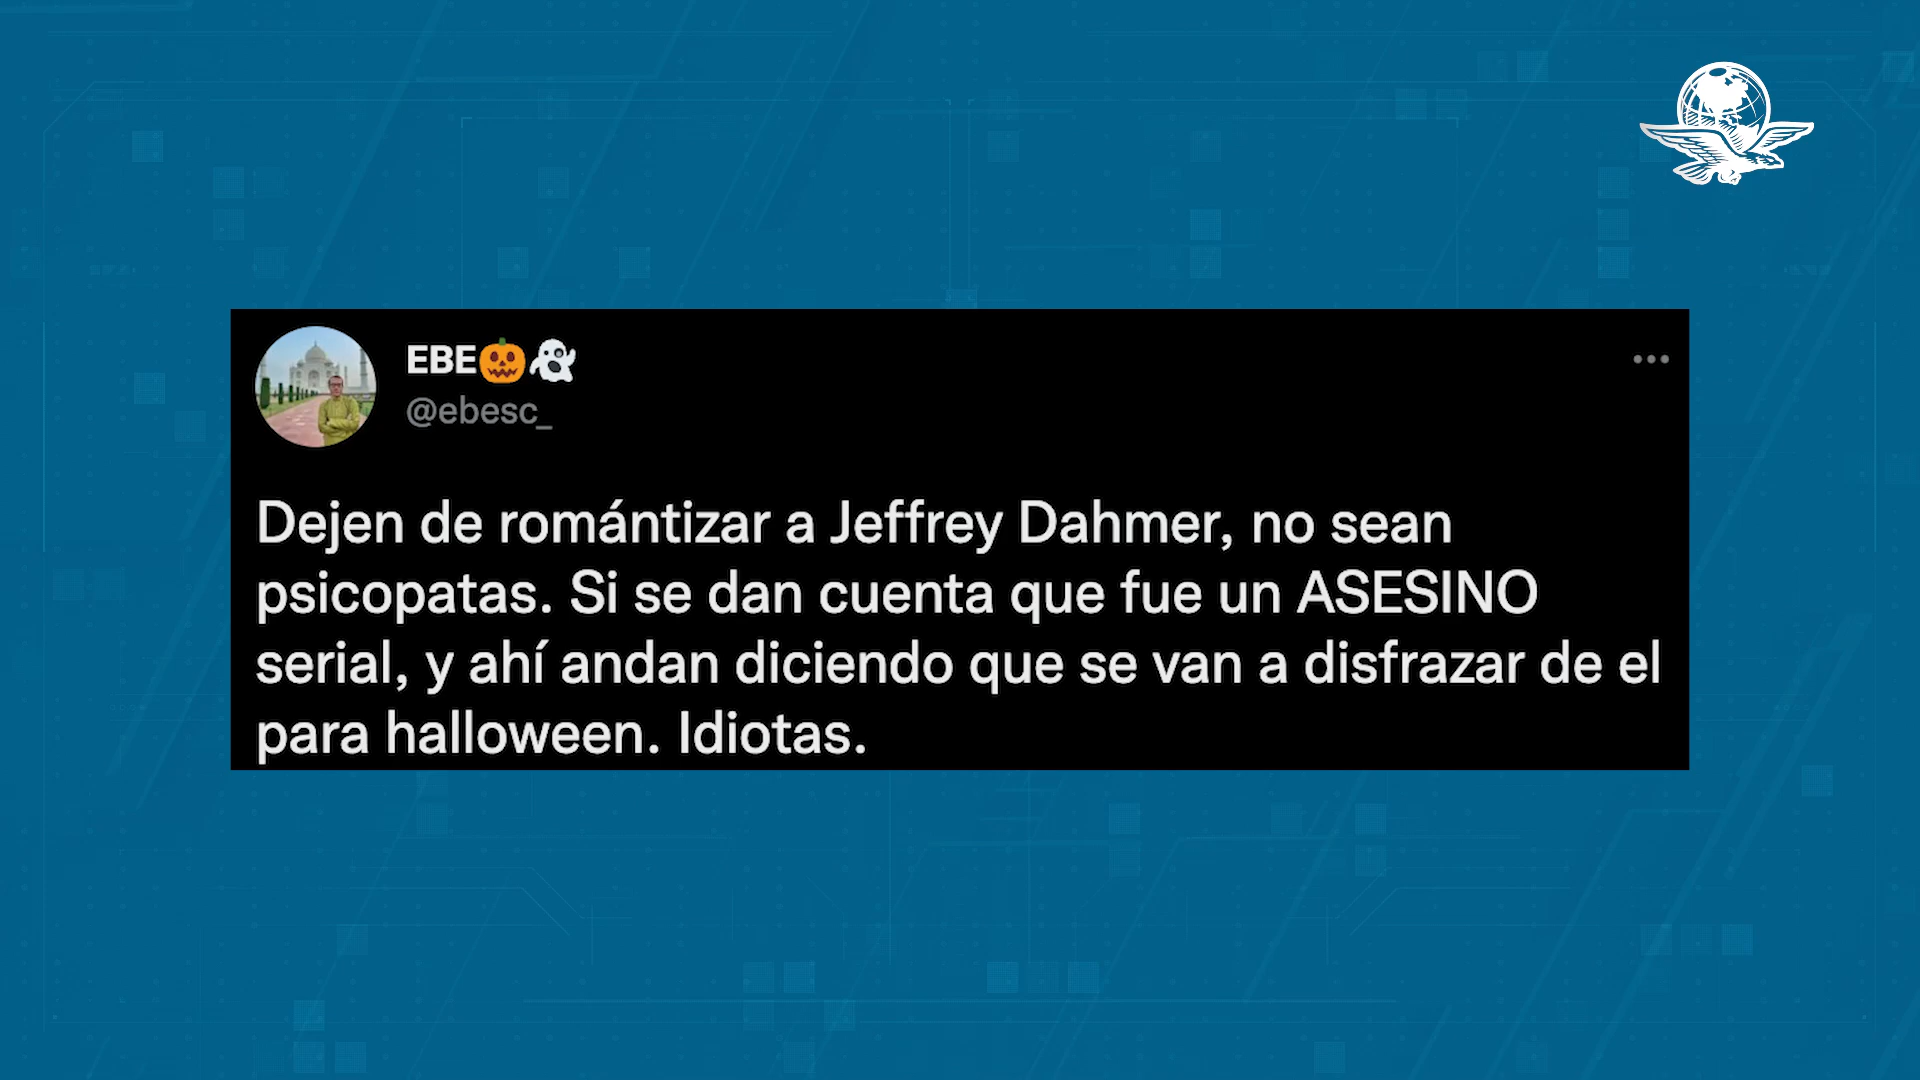 EBE🎃👻
@ebesc_
Dejen de romántizar a Jeffrey Dahmer, no sean
psicopatas. Si se dan cuenta que fue un ASESINO
serial, y ahí andan diciendo que se van a disfrazar de el
para halloween. Idiotas.